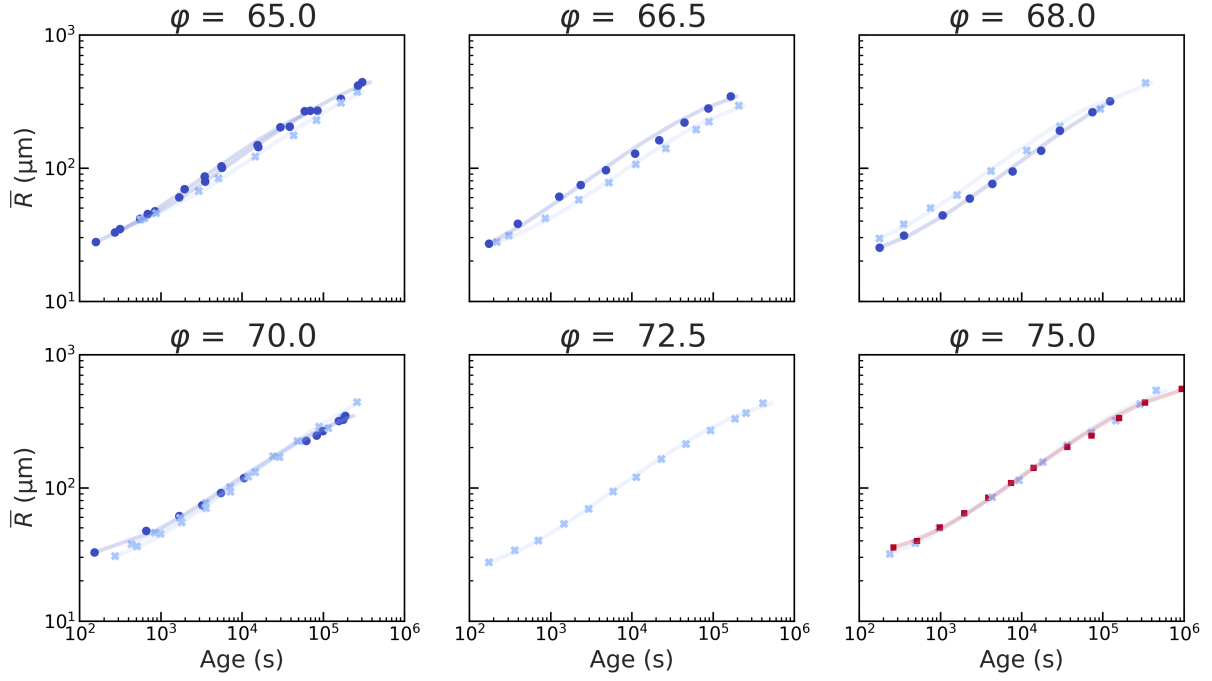 φ = 65.0
φ = 66.5
φ = 68.0
10³
10²
10¹
R̅ (µm)
φ = 70.0
φ = 72.5
φ = 75.0
10³
10²
10¹
R̅ (µm)
10² 10³ 10⁴ 10⁵ 10⁶
10² 10³ 10⁴ 10⁵ 10⁶
10² 10³ 10⁴ 10⁵ 10⁶
Age (s)
Age (s)
Age (s)